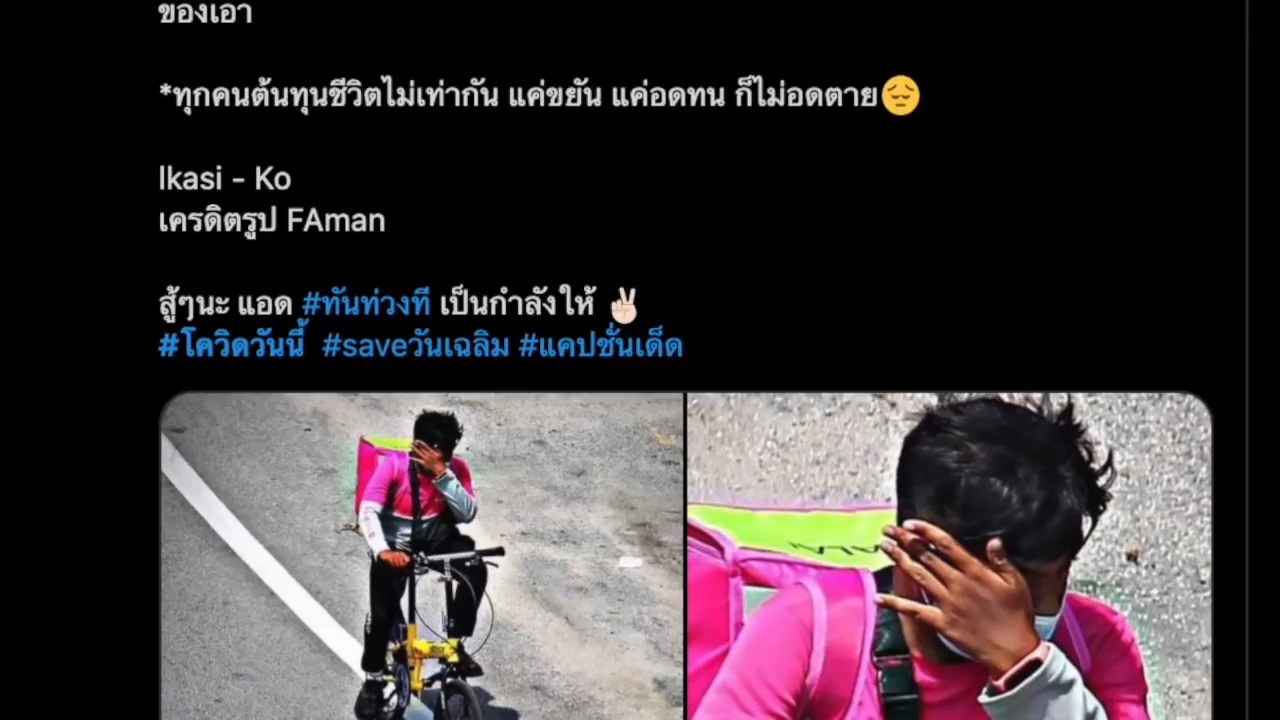 ของเอา
*ทุกคนต้นทุนชีวิตไม่เท่ากัน แค่ขยัน แค่อดทน ก็ไม่อดตาย😔
Ikasi - Ko
เครดิตรูป FAman
สู้ๆนะ แอด #ทันท่วงที เป็นกำลังให้ ✌🏻
#โควิดวันนี้ #saveวันเฉลิม #แคปชั่นเด็ด